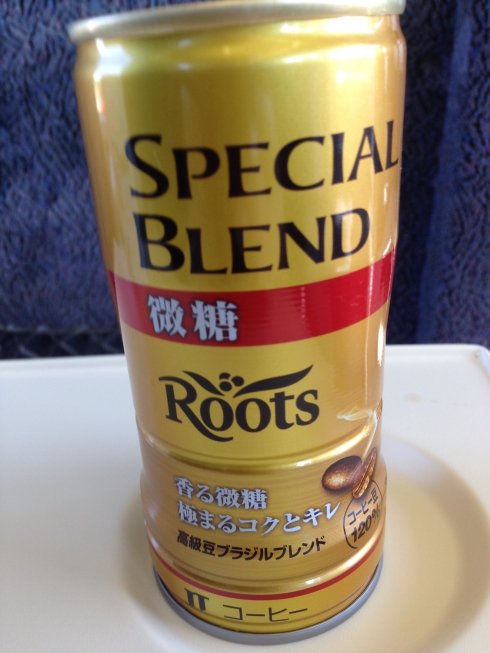 SPECIAL
BLEND
微糖
Roots
香る微糖
極まるコクとキレ
コーヒー豆
120%
高級豆ブラジルブレンド
JT コーヒー